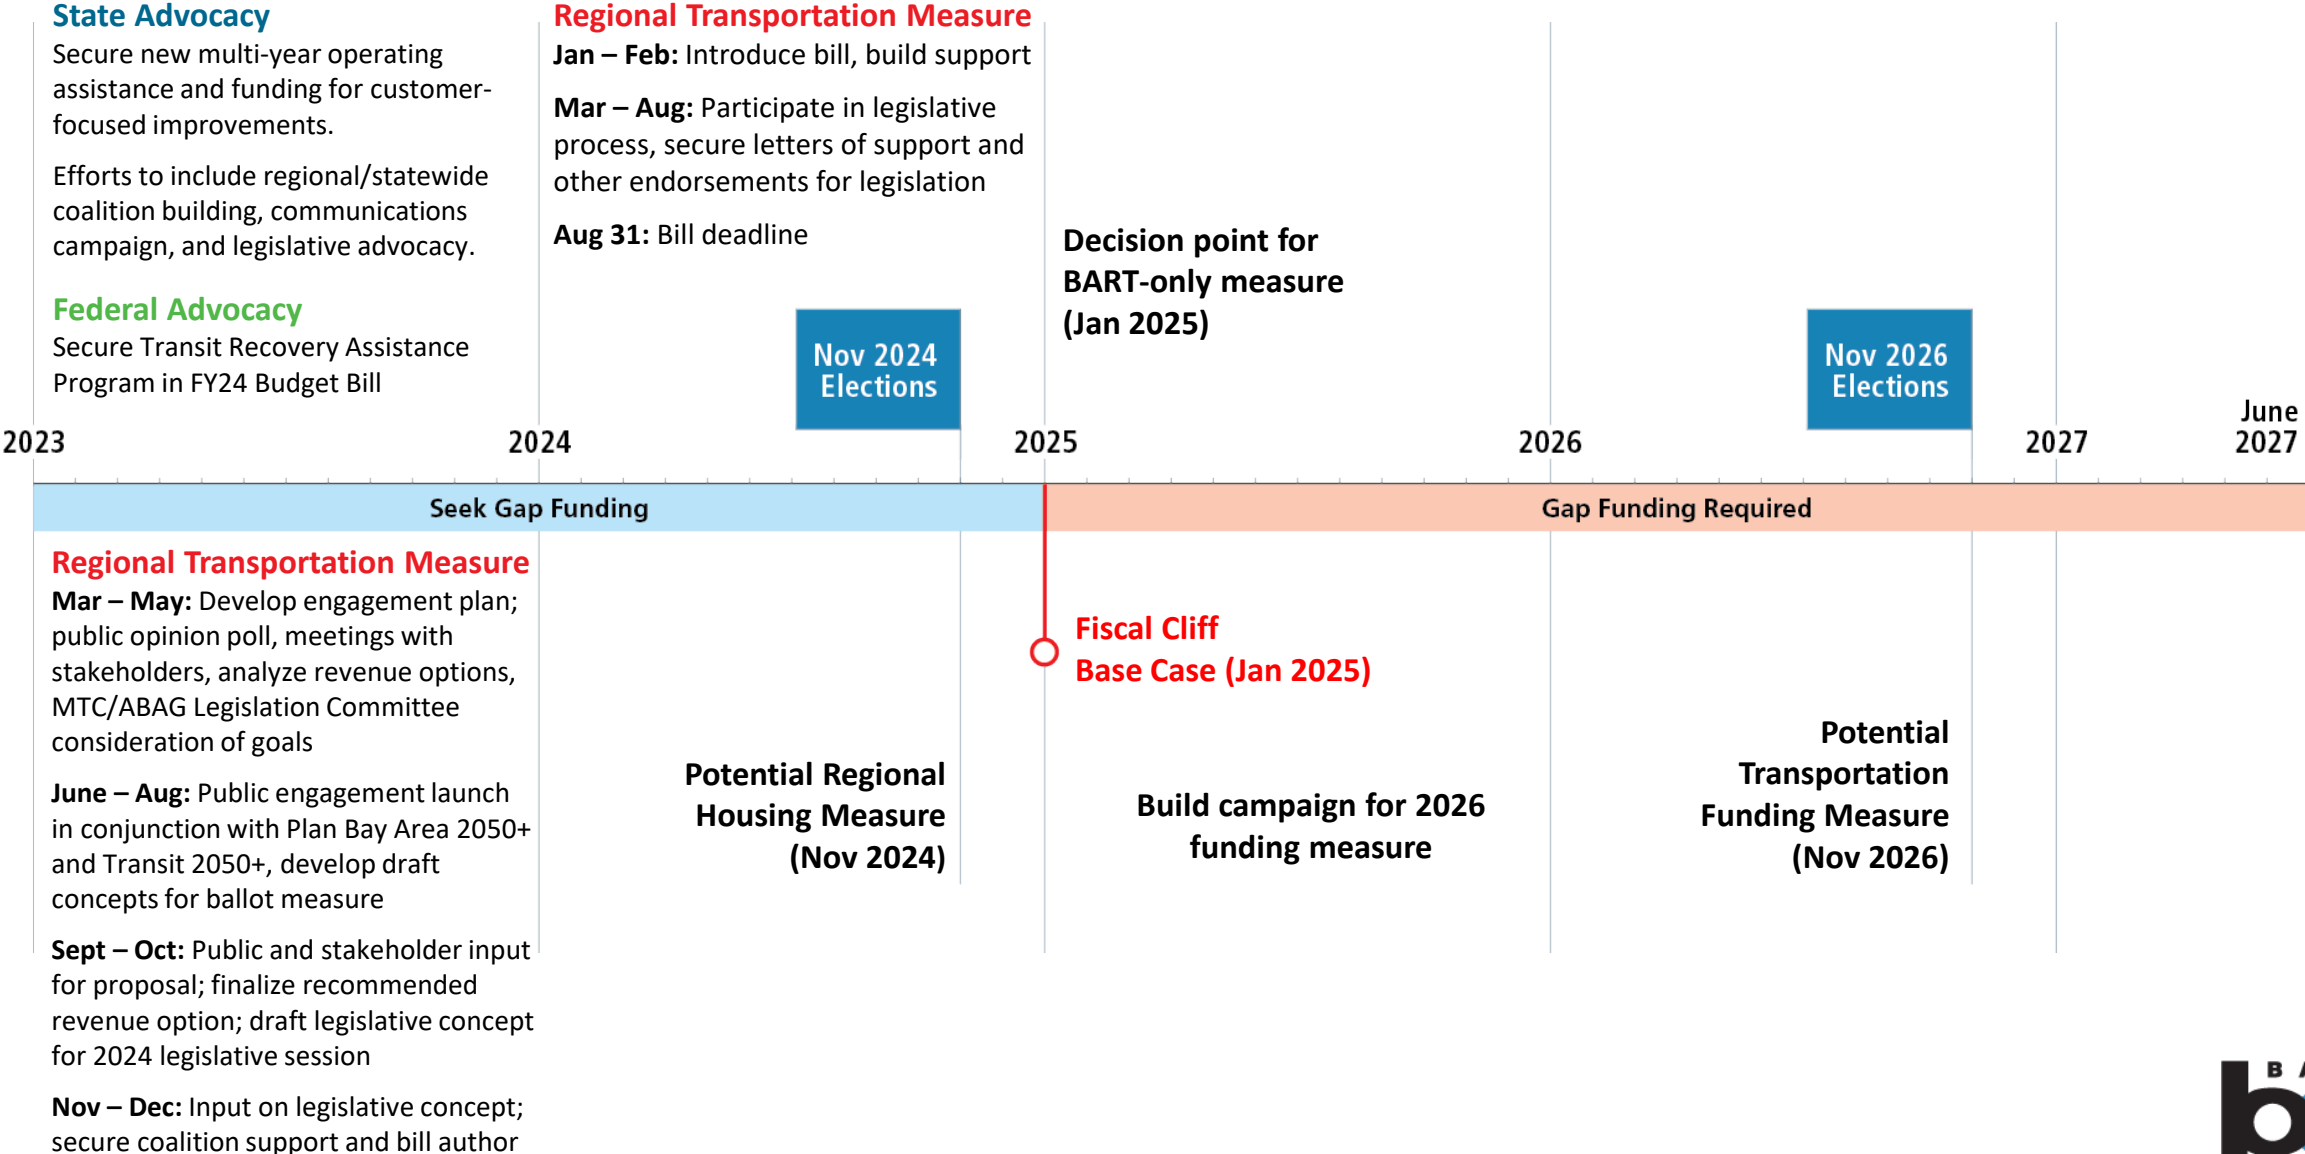 State Advocacy
Secure new multi-year operating
assistance and funding for customer-
focused improvements.
Efforts to include regional/statewide
coalition building, communications
campaign, and legislative advocacy.
Federal Advocacy
Secure Transit Recovery Assistance
Program in FY24 Budget Bill
Regional Transportation Measure
Jan – Feb: Introduce bill, build support
Mar – Aug: Participate in legislative
process, secure letters of support and
other endorsements for legislation
Aug 31: Bill deadline
Nov 2024
Elections
Decision point for
BART-only measure
(Jan 2025)
Nov 2026
Elections
2023
2024
2025
2026
2027
June
2027
Seek Gap Funding
Gap Funding Required
Regional Transportation Measure
Mar – May: Develop engagement plan;
public opinion poll, meetings with
stakeholders, analyze revenue options,
MTC/ABAG Legislation Committee
consideration of goals
June – Aug: Public engagement launch
in conjunction with Plan Bay Area 2050+
and Transit 2050+, develop draft
concepts for ballot measure
Sept – Oct: Public and stakeholder input
for proposal; finalize recommended
revenue option; draft legislative concept
for 2024 legislative session
Nov – Dec: Input on legislative concept;
secure coalition support and bill author
Potential Regional
Housing Measure
(Nov 2024)
Fiscal Cliff
Base Case (Jan 2025)
Build campaign for 2026
funding measure
Potential
Transportation
Funding Measure
(Nov 2026)